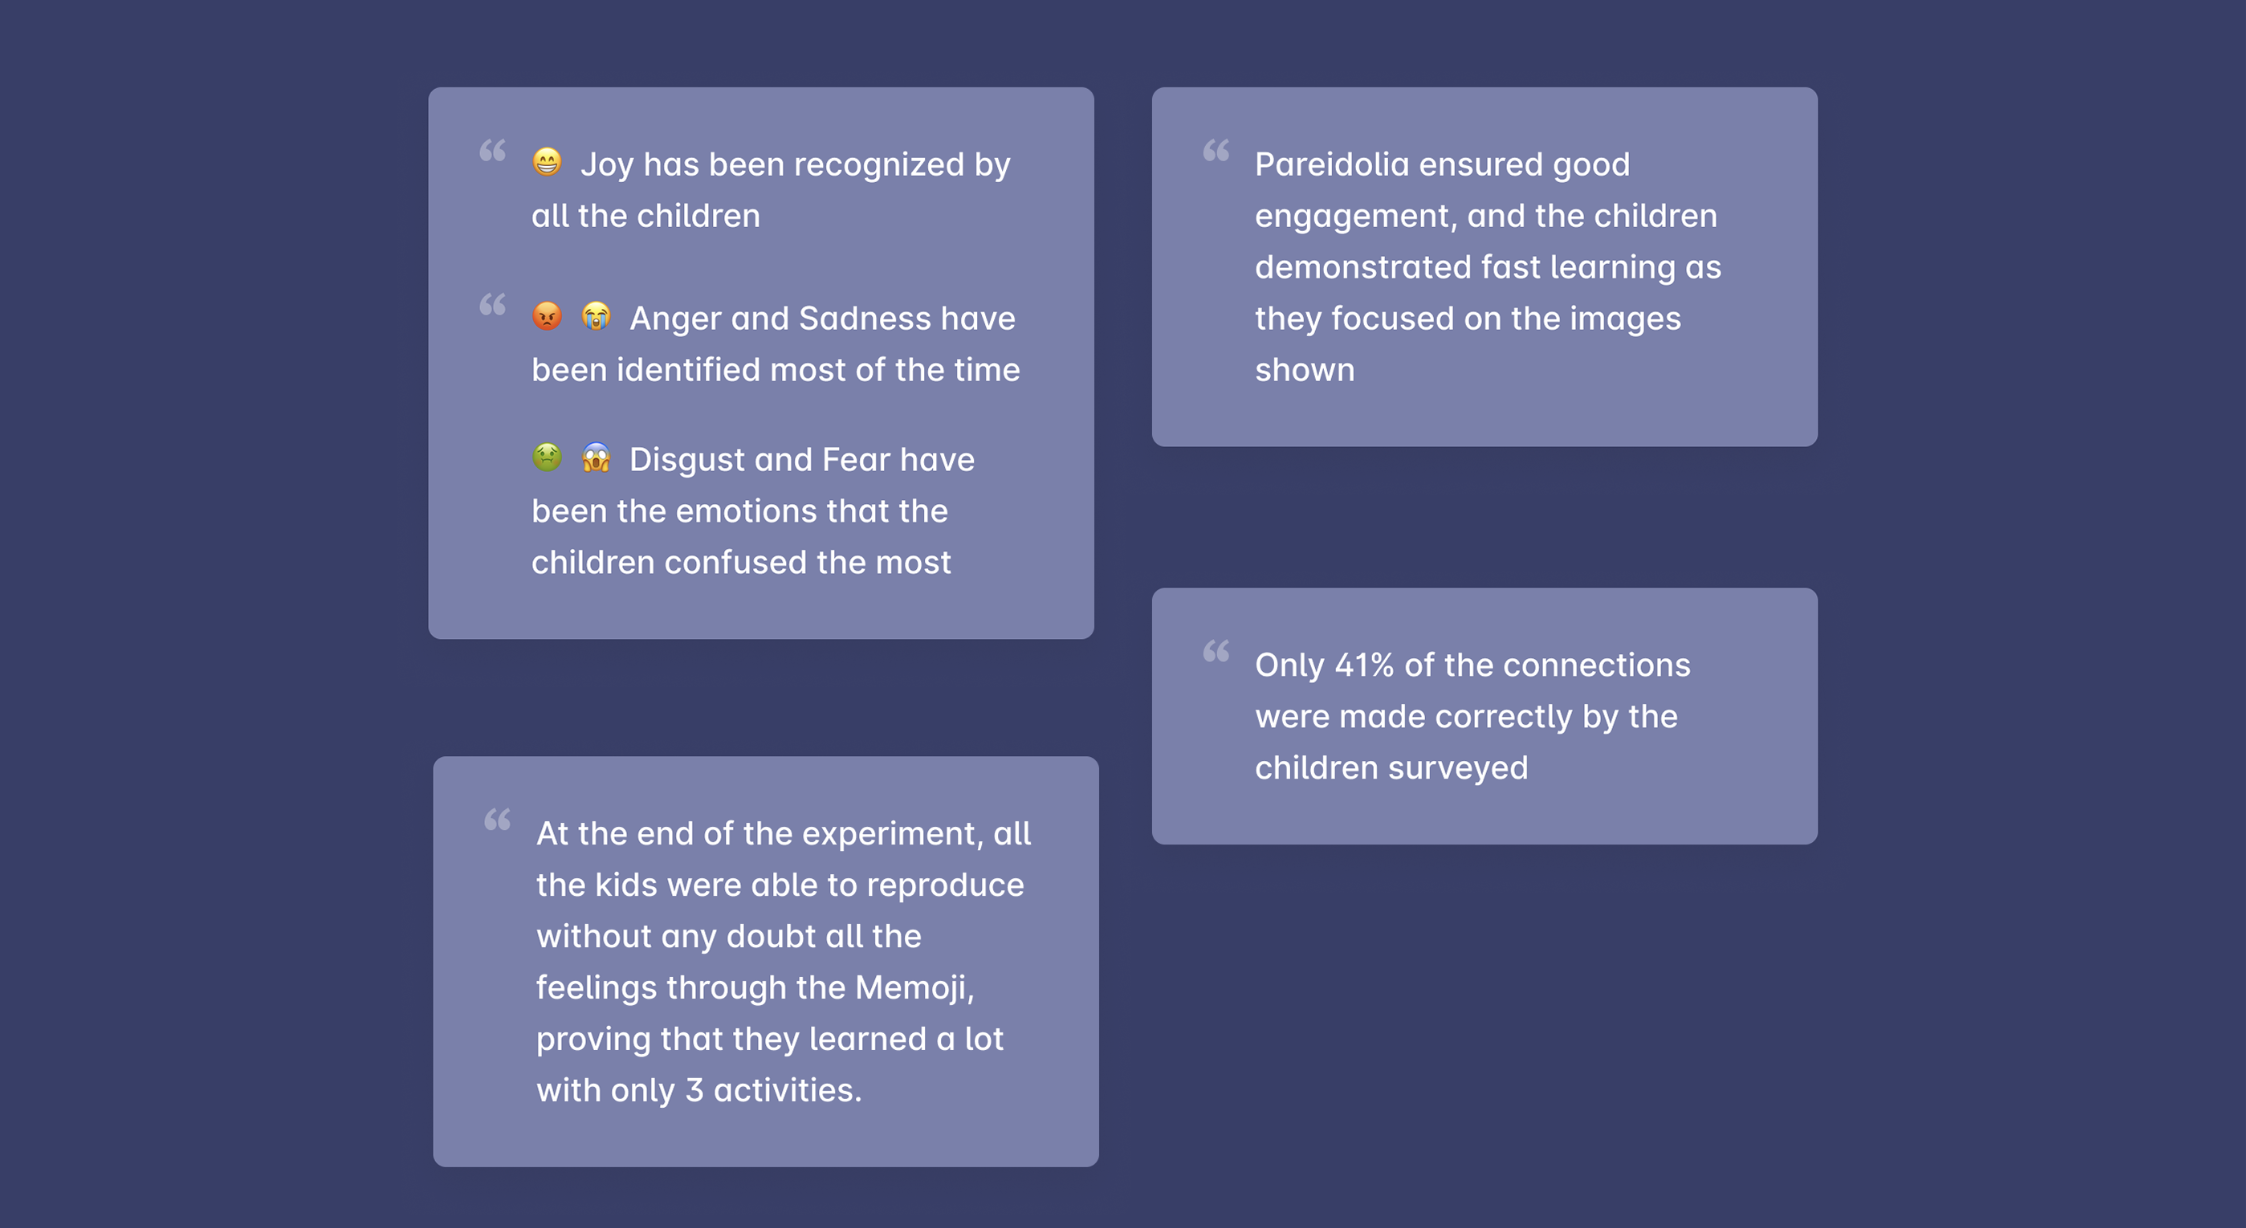 “ 😁 Joy has been recognized by
all the children
“ 😡 😭 Anger and Sadness have
been identified most of the time
🤢 😱 Disgust and Fear have
been the emotions that the
children confused the most
“ At the end of the experiment, all
the kids were able to reproduce
without any doubt all the
feelings through the Memoji,
proving that they learned a lot
with only 3 activities.
“ Pareidolia ensured good
engagement, and the children
demonstrated fast learning as
they focused on the images
shown
“ Only 41% of the connections
were made correctly by the
children surveyed